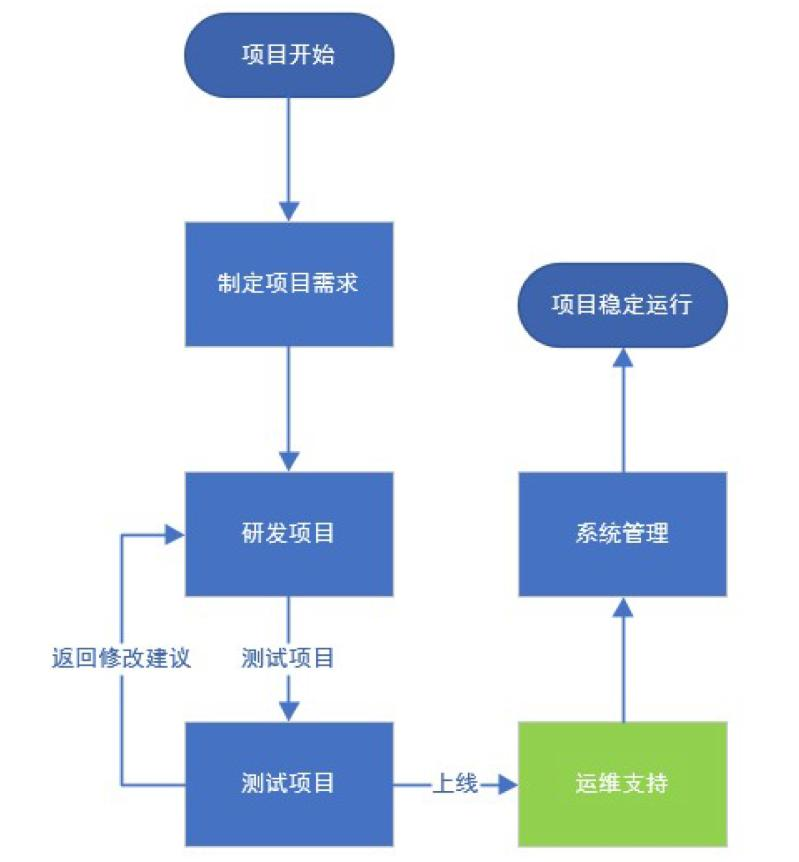 项目开始
制定项目需求
项目稳定运行
研发项目
系统管理
返回修改建议
测试项目
测试项目
上线
运维支持